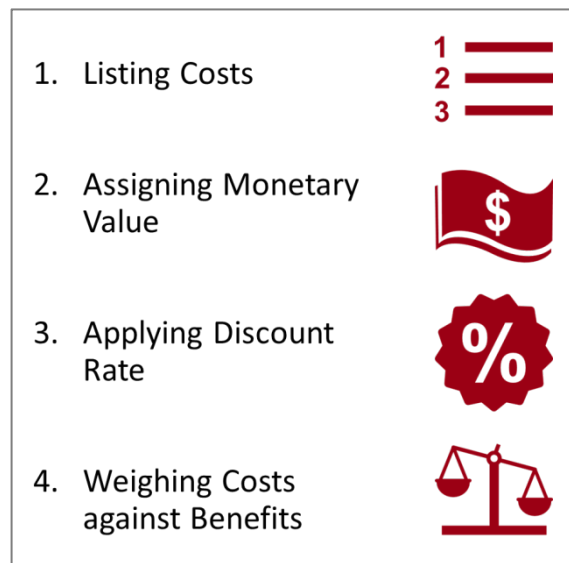 1. Listing Costs
1
2
3
2. Assigning Monetary
Value
$
3. Applying Discount
Rate
%
4. Weighing Costs
against Benefits